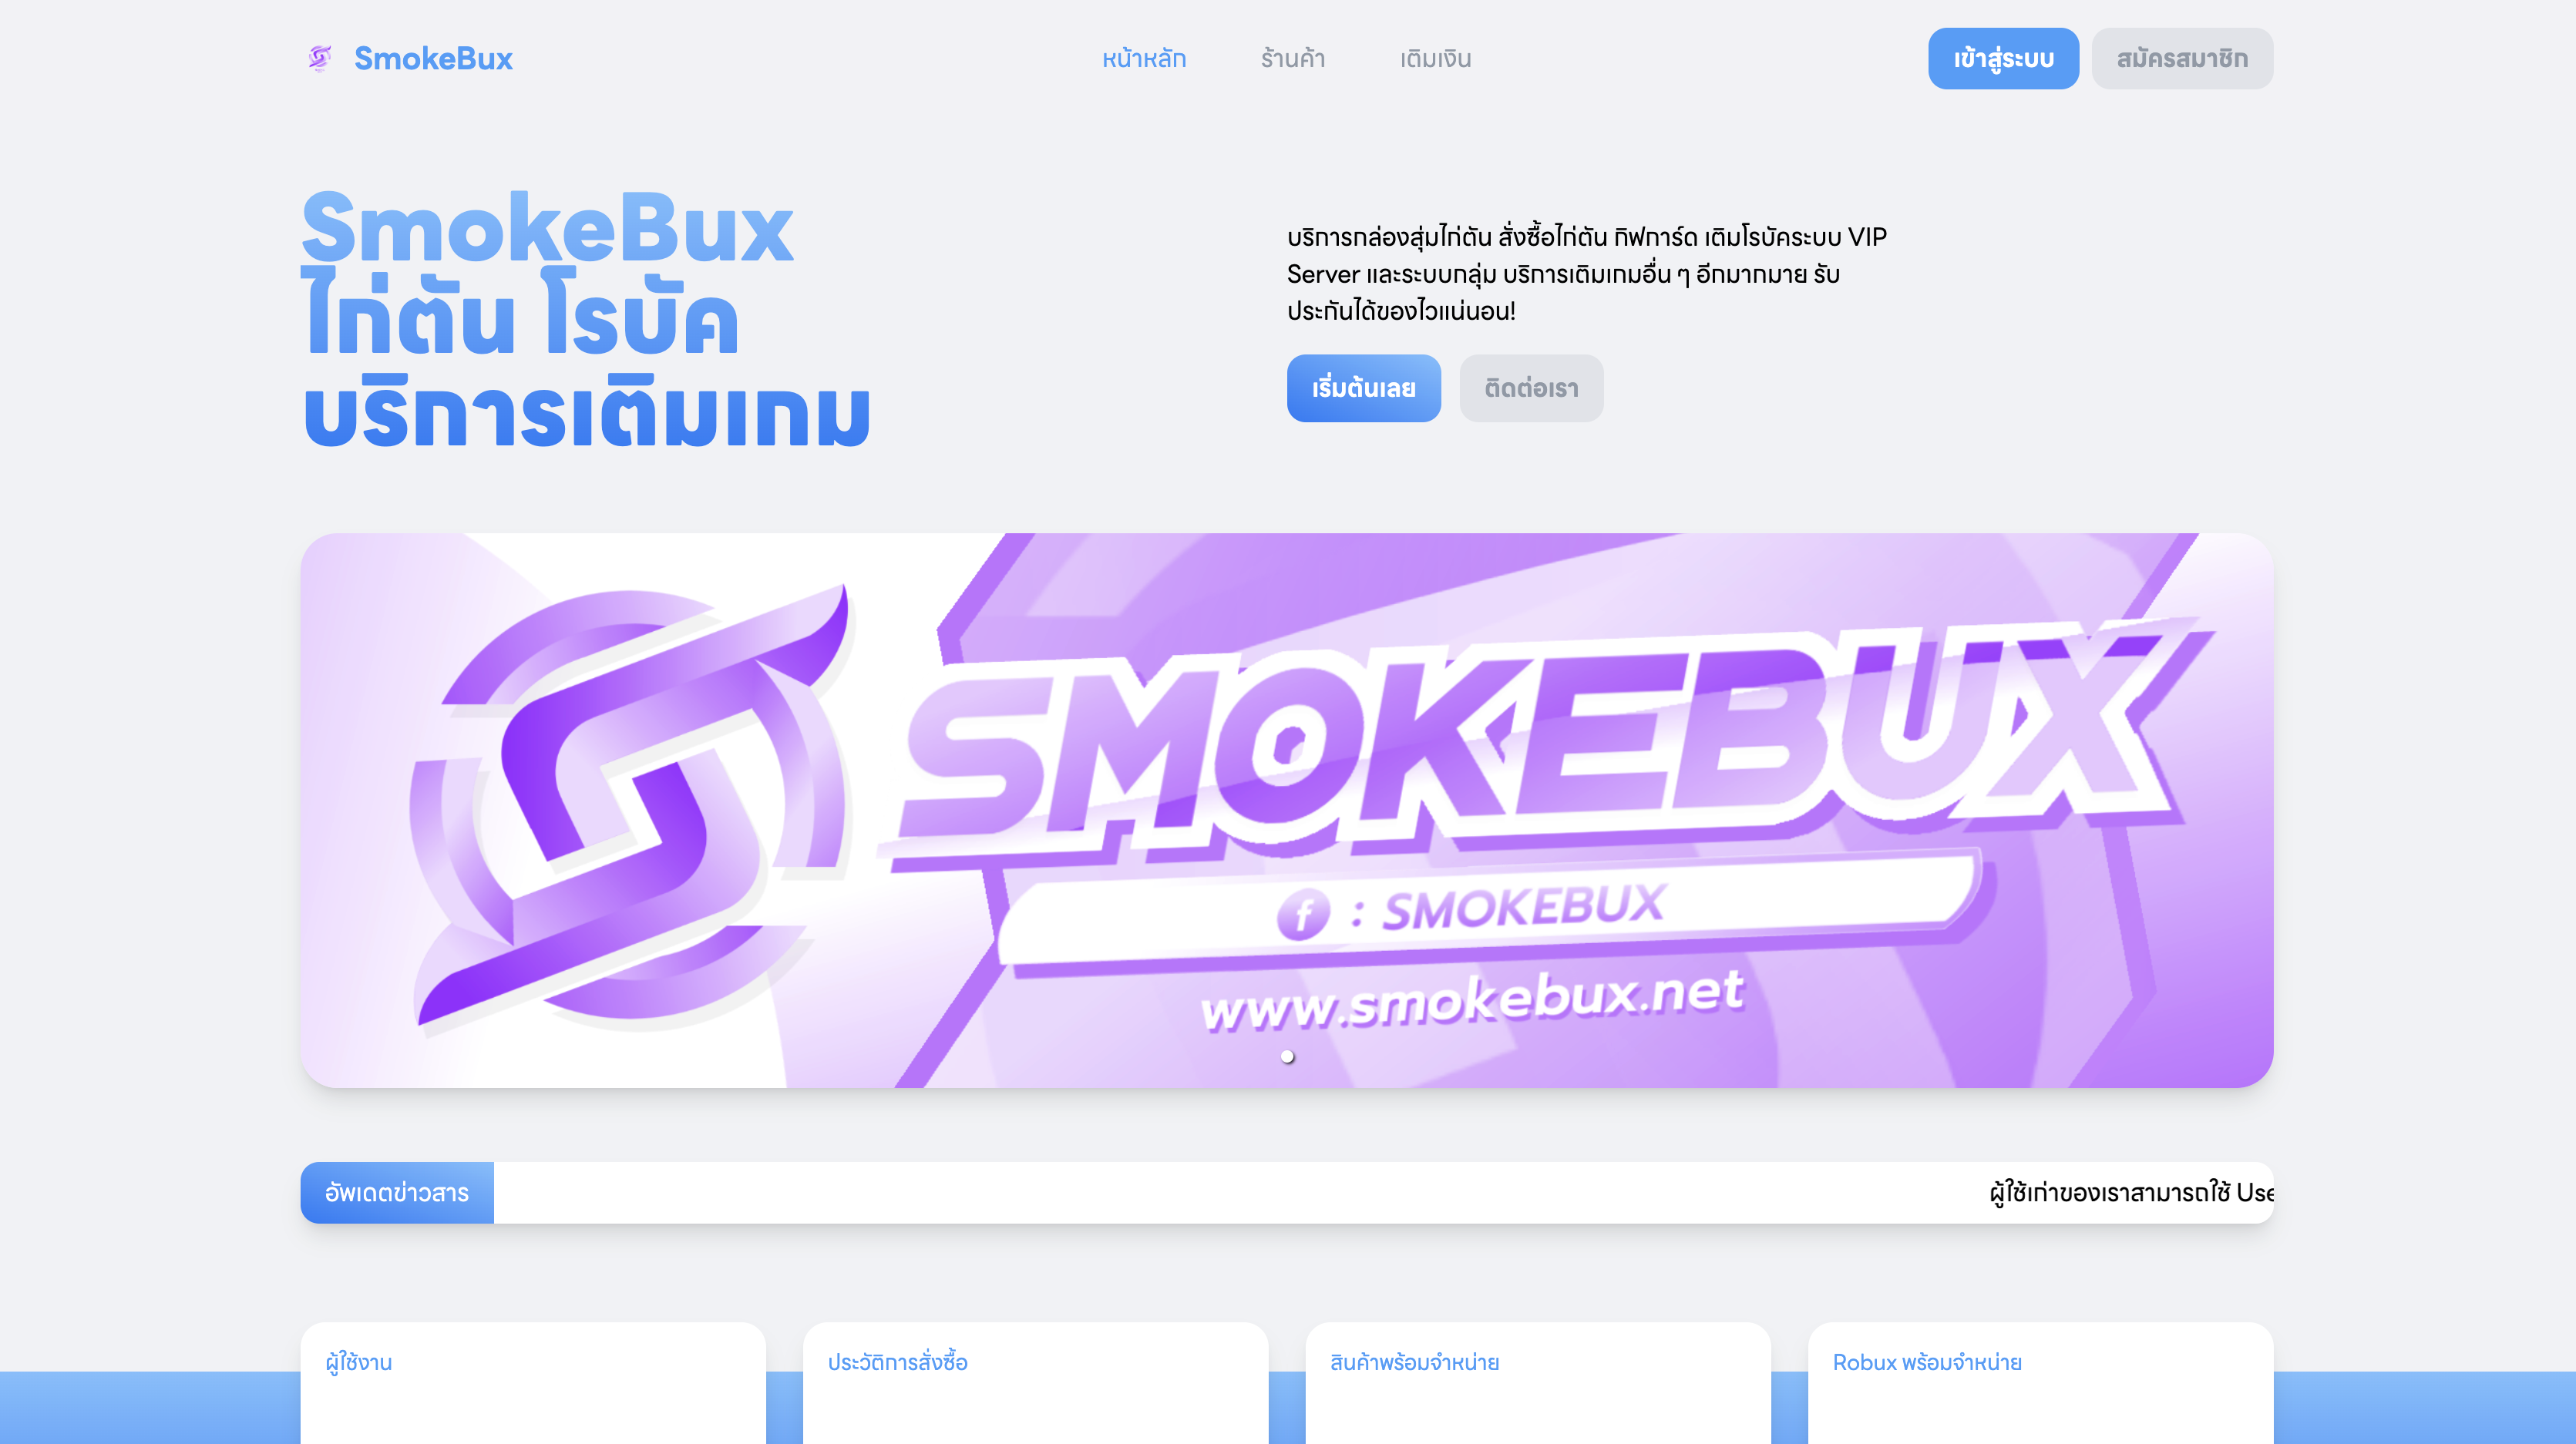 SmokeBux
หน้าหลัก
ร้านค้า
เติมเงิน
เข้าสู่ระบบ
สมัครสมาชิก
SmokeBux
ไก่ตัน โรบัค
บริการเติมเกม
บริการกล่องสุ่มไก่ตัน สั่งซื้อไก่ตัน กิฟการ์ด เติมโรบัคระบบ VIP
Server และระบบกลุ่ม บริการเติมเกมอื่น ๆ อีกมากมาย รับ
ประกันได้ของไวแน่นอน!
เริ่มต้นเลย
ติดต่อเรา
SMOKEBUX
f : SMOKEBUX
www.smokebux.net
อัพเดตข่าวสาร
ผู้ใช้เก่าของเราสามารถใช้ Use
ผู้ใช้งาน
ประวัติการสั่งซื้อ
สินค้าพร้อมจำหน่าย
Robux พร้อมจำหน่าย